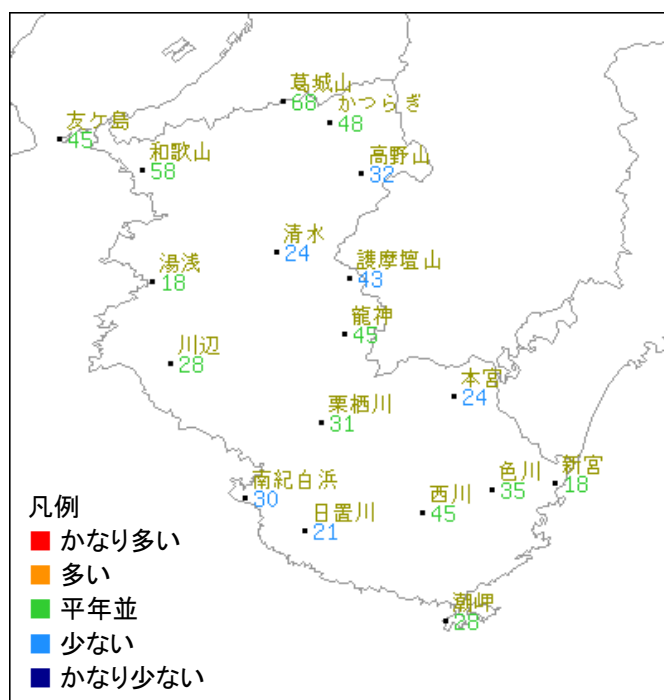 葛城山
68
かつらぎ
48
友ケ島
45
和歌山
58
高野山
32
清水
24
護摩壇山
43
湯浅
18
龍神
45
川辺
28
本宮
24
栗栖川
31
南紀白浜
30
日置川
21
西川
45
色川
35
新宮
18
潮岬
28
凡例
かなり多い
多い
平年並
少ない
かなり少ない